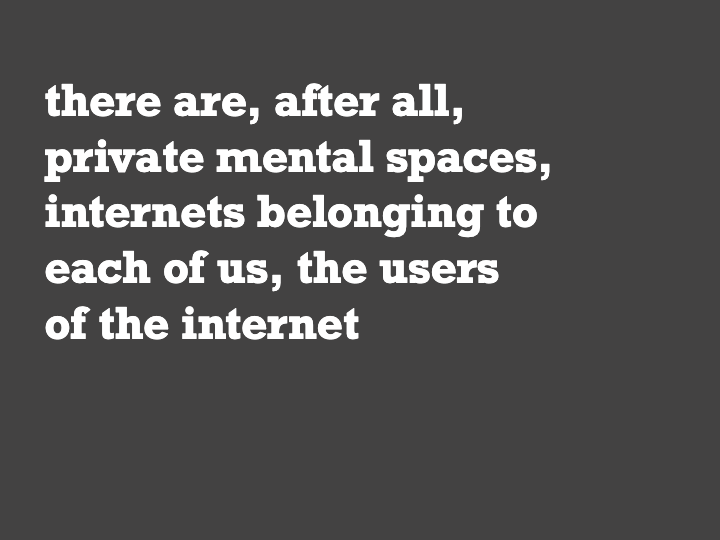 there are, after all,
private mental spaces,
internets belonging to
each of us, the users
of the internet